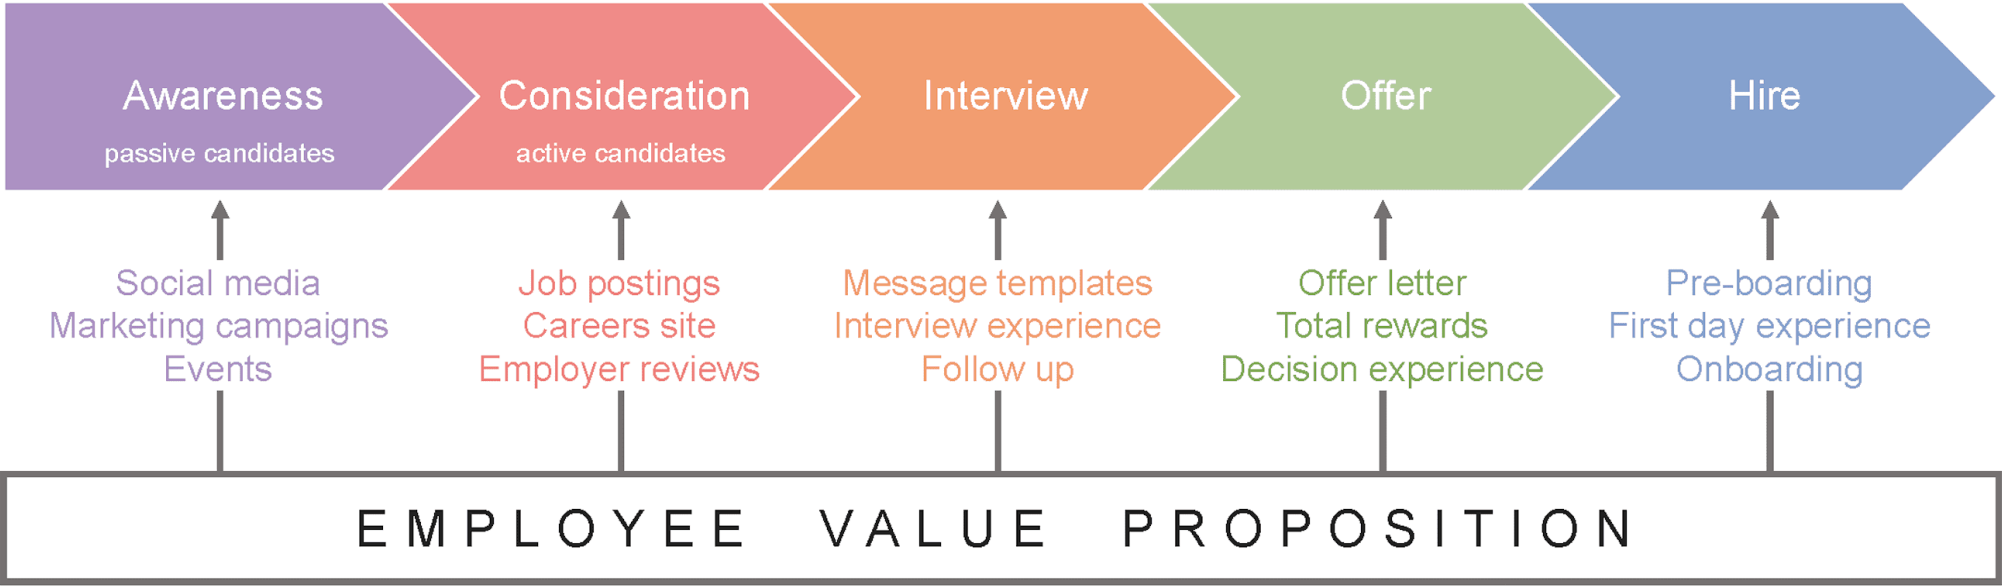 Awareness
passive candidates
Consideration
active candidates
Interview
Offer
Hire
Social media
Marketing campaigns
Events
Job postings
Careers site
Employer reviews
Message templates
Interview experience
Follow up
Offer letter
Total rewards
Decision experience
Pre-boarding
First day experience
Onboarding
EMPLOYEE VALUE PROPOSITION